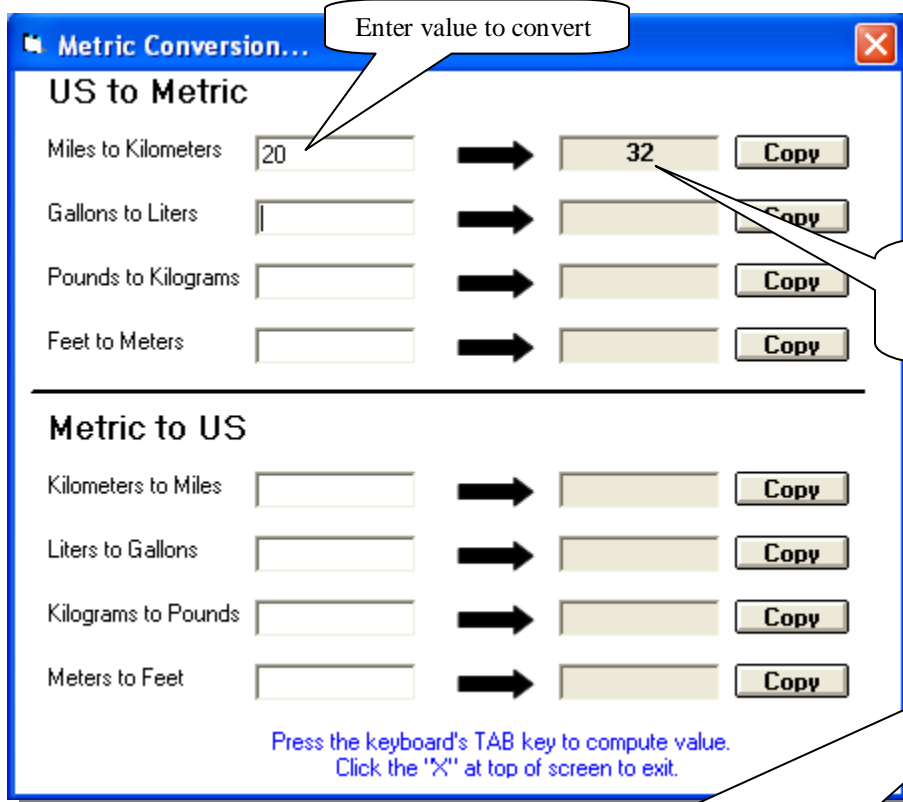 Enter value to convert
Metric Conversion...
US to Metric
Miles to Kilometers 20 32 Copy
Gallons to Liters Copy
Pounds to Kilograms Copy
Feet to Meters Copy
Metric to US
Kilometers to Miles Copy
Liters to Gallons Copy
Kilograms to Pounds Copy
Meters to Feet Copy
Press the keyboard's TAB key to compute value.
Click the "X" at top of screen to exit.